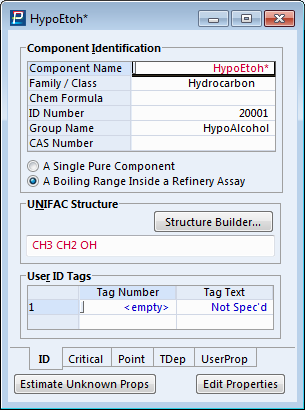 HypoEtoh*
Component Identification
Component Name HypoEtoh*
Family / Class Hydrocarbon
Chem Formula
ID Number 20001
Group Name HypoAlcohol
CAS Number
A Single Pure Component
A Boiling Range Inside a Refinery Assay
UNIFAC Structure
Structure Builder...
CH3 CH2 OH
User ID Tags
Tag Number Tag Text
1 <empty> Not Spec'd
ID Critical Point TDep UserProp
Estimate Unknown Props Edit Properties